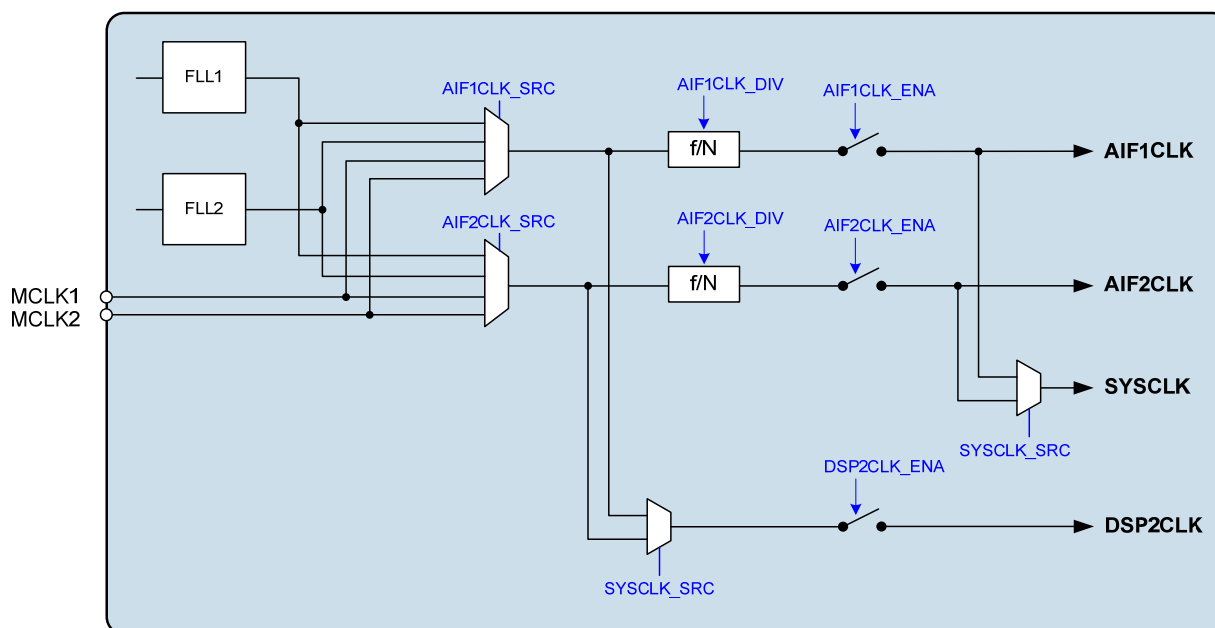 FLL1
AIF1CLK_SRC
AIF1CLK_DIV
AIF1CLK_ENA
f/N
AIF1CLK
FLL2
AIF2CLK_SRC
AIF2CLK_DIV
AIF2CLK_ENA
f/N
AIF2CLK
MCLK1
MCLK2
SYSCLK
SYSCLK_SRC
DSP2CLK_ENA
DSP2CLK
SYSCLK_SRC